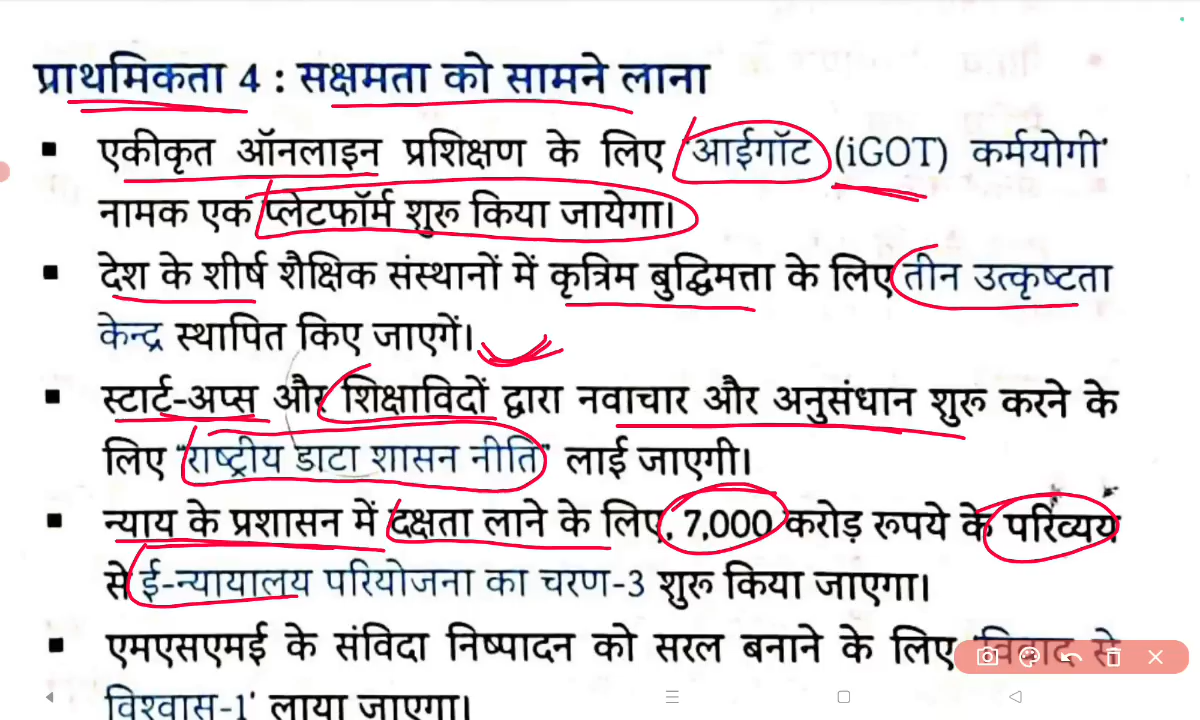 प्राथमिकता 4 : सक्षमता को सामने लाना
▪ एकीकृत ऑनलाइन प्रशिक्षण के लिए 'आईगॉट (iGOT) कर्मयोगी'
नामक एक प्लेटफॉर्म शुरू किया जायेगा।
▪ देश के शीर्ष शैक्षिक संस्थानों में कृत्रिम बुद्धिमत्ता के लिए तीन उत्कृष्टता
केन्द्र स्थापित किए जाएगें।
▪ स्टार्ट-अप्स और शिक्षाविदों द्वारा नवाचार और अनुसंधान शुरू करने के
लिए "राष्ट्रीय डाटा शासन नीति" लाई जाएगी।
▪ न्याय के प्रशासन में दक्षता लाने के लिए, 7,000 करोड़ रूपये के परिव्यय
से ई-न्यायालय परियोजना का चरण-3 शुरू किया जाएगा।
▪ एमएसएमई के संविदा निष्पादन को सरल बनाने के लिए 'विवाद से
विश्वास-1' लाया जाएगा।